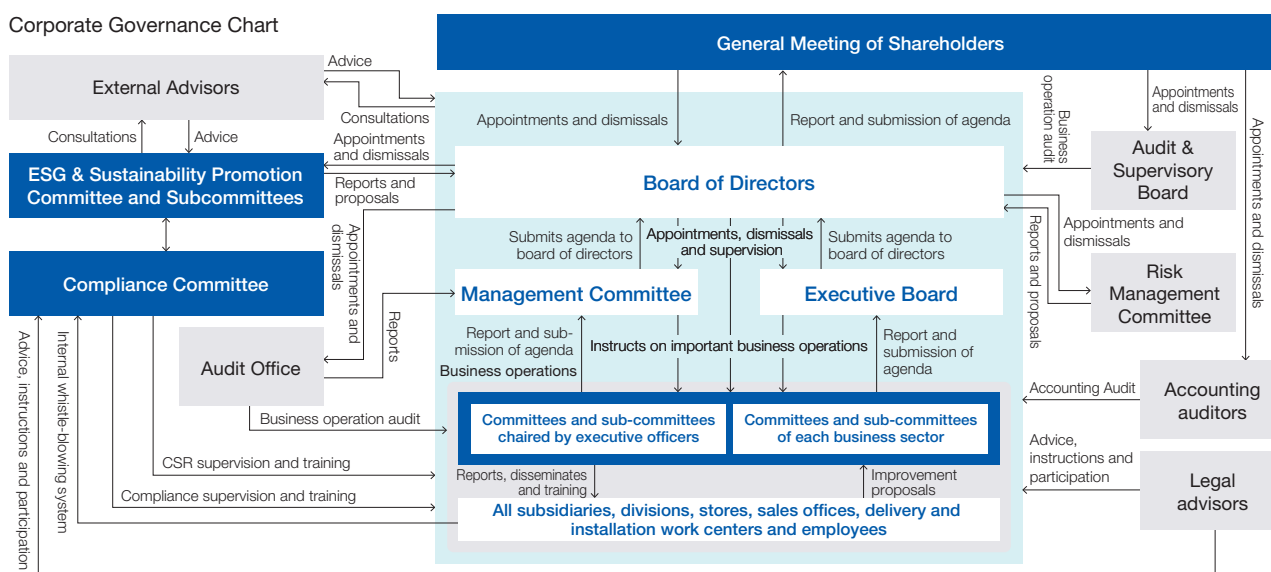 Corporate Governance Chart
General Meeting of Shareholders
External Advisors
Advice
Consultations
Consultations
Advice
Appointments and dismissals
Report and submission of agenda
Business
operation audit
Appointments
and dismissals
Appointments and dismissals
Audit &
Supervisory
Board
ESG & Sustainability Promotion
Committee and Subcommittees
Appointments
and dismissals
Reports and
proposals
Board of Directors
Appointments and
dismissals
Submits agenda to
board of directors
Appointments, dismissals
and supervision
Submits agenda to
board of directors
Reports and proposals
Appointments and
dismissals
Compliance Committee
Management Committee
Executive Board
Risk
Management
Committee
Reports
Audit Office
Report and sub-
mission of agenda
Business operations
Instructs on important business operations
Report and
submission of
agenda
Accounting Audit
Accounting
auditors
Business operation audit
Committees and sub-committees
chaired by executive officers
Committees and sub-committees
of each business sector
Advice,
instructions and
participation
Legal
advisors
CSR supervision and training
Reports, disseminates
and training
Improvement
proposals
Compliance supervision and training
All subsidiaries, divisions, stores, sales offices, delivery and
installation work centers and employees
Internal whistle-blowing
system
Advice, instructions and participation